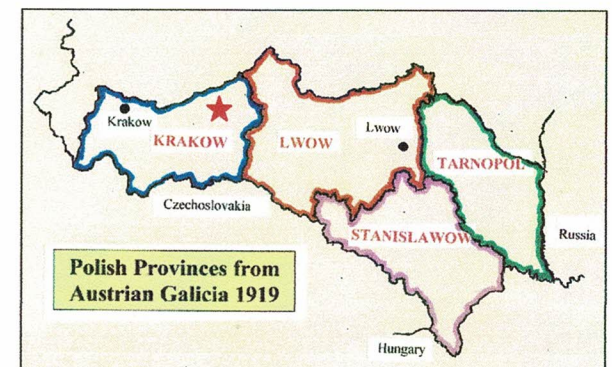 Krakow
KRAKOW
LWOW
Lwow
TARNOPOL
Czechoslovakia
STANISLAWOW
Russia
Polish Provinces from
Austrian Galicia 1919
Hungary